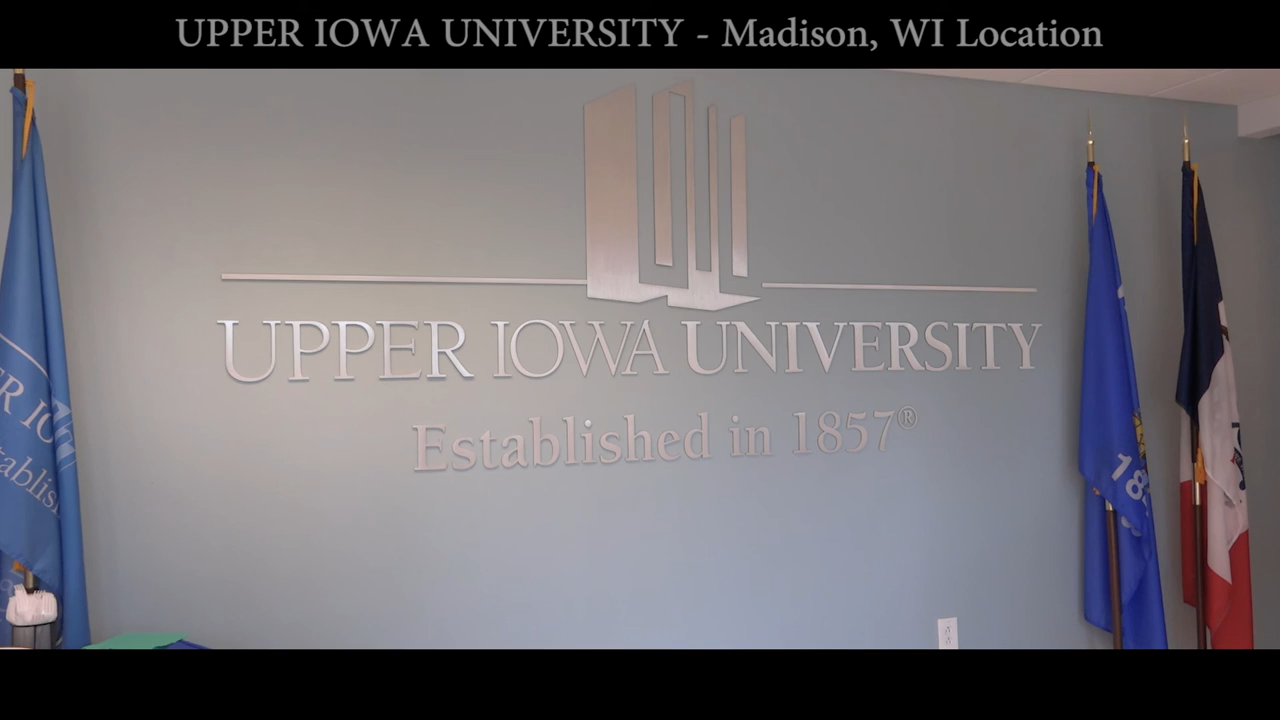 UPPER IOWA UNIVERSITY - Madison, WI Location
UPPER IOWA UNIVERSITY
Established in 1857®